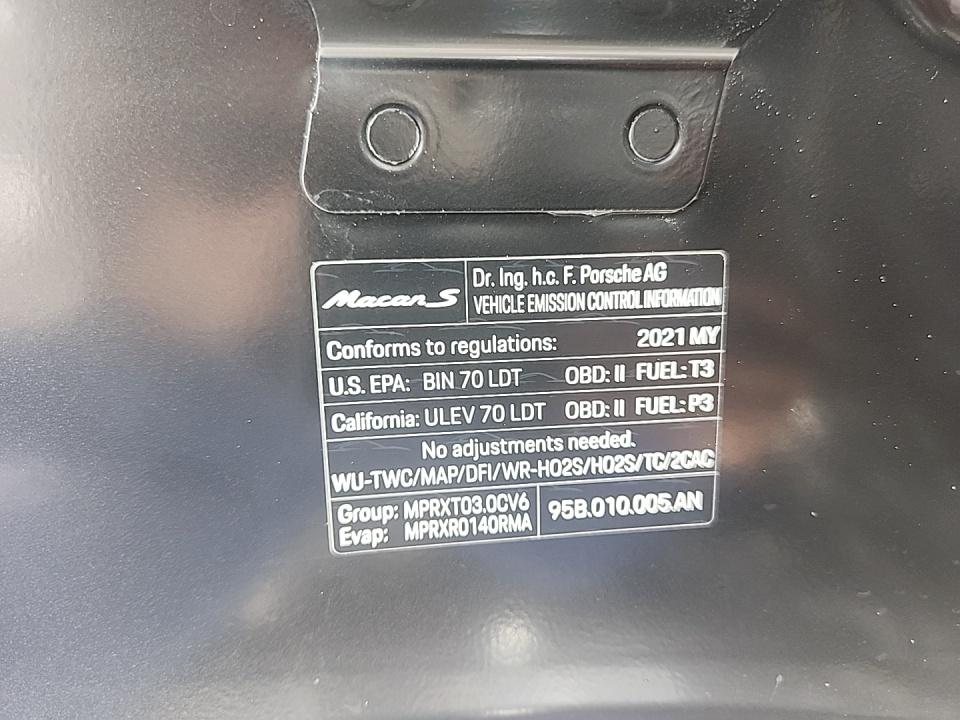 Macan S
Dr. Ing. h.c. F. Porsche AG
VEHICLE EMISSION CONTROL INFORMATION
Conforms to regulations: 2021 MY
U.S. EPA: BIN 70 LDT OBD: II FUEL: T3
California: ULEV 70 LDT OBD: II FUEL: P3
No adjustments needed.
WU-TWC/MAP/DFI/WR-HO2S/HO2S/TC/2CAC
Group: MPRXT03.0CV6
Evap: MPRXR0140RMA
95B.010.005.AN